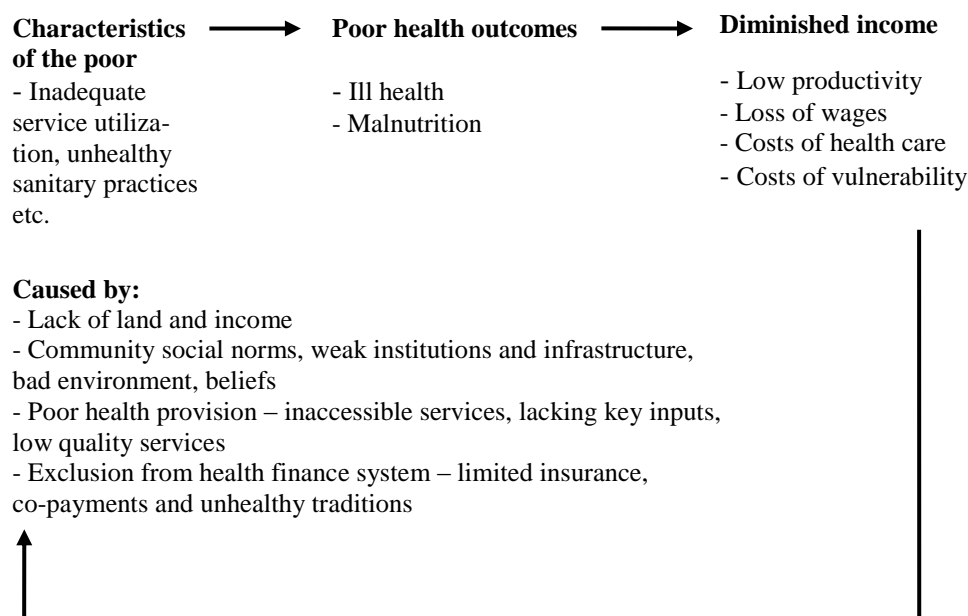 Characteristics
of the poor
- Inadequate
service utiliza-
tion, unhealthy
sanitary practices
etc.
Poor health outcomes
- Ill health
- Malnutrition
Diminished income
- Low productivity
- Loss of wages
- Costs of health care
- Costs of vulnerability
Caused by:
- Lack of land and income
- Community social norms, weak institutions and infrastructure,
bad environment, beliefs
- Poor health provision – inaccessible services, lacking key inputs,
low quality services
- Exclusion from health finance system – limited insurance,
co-payments and unhealthy traditions